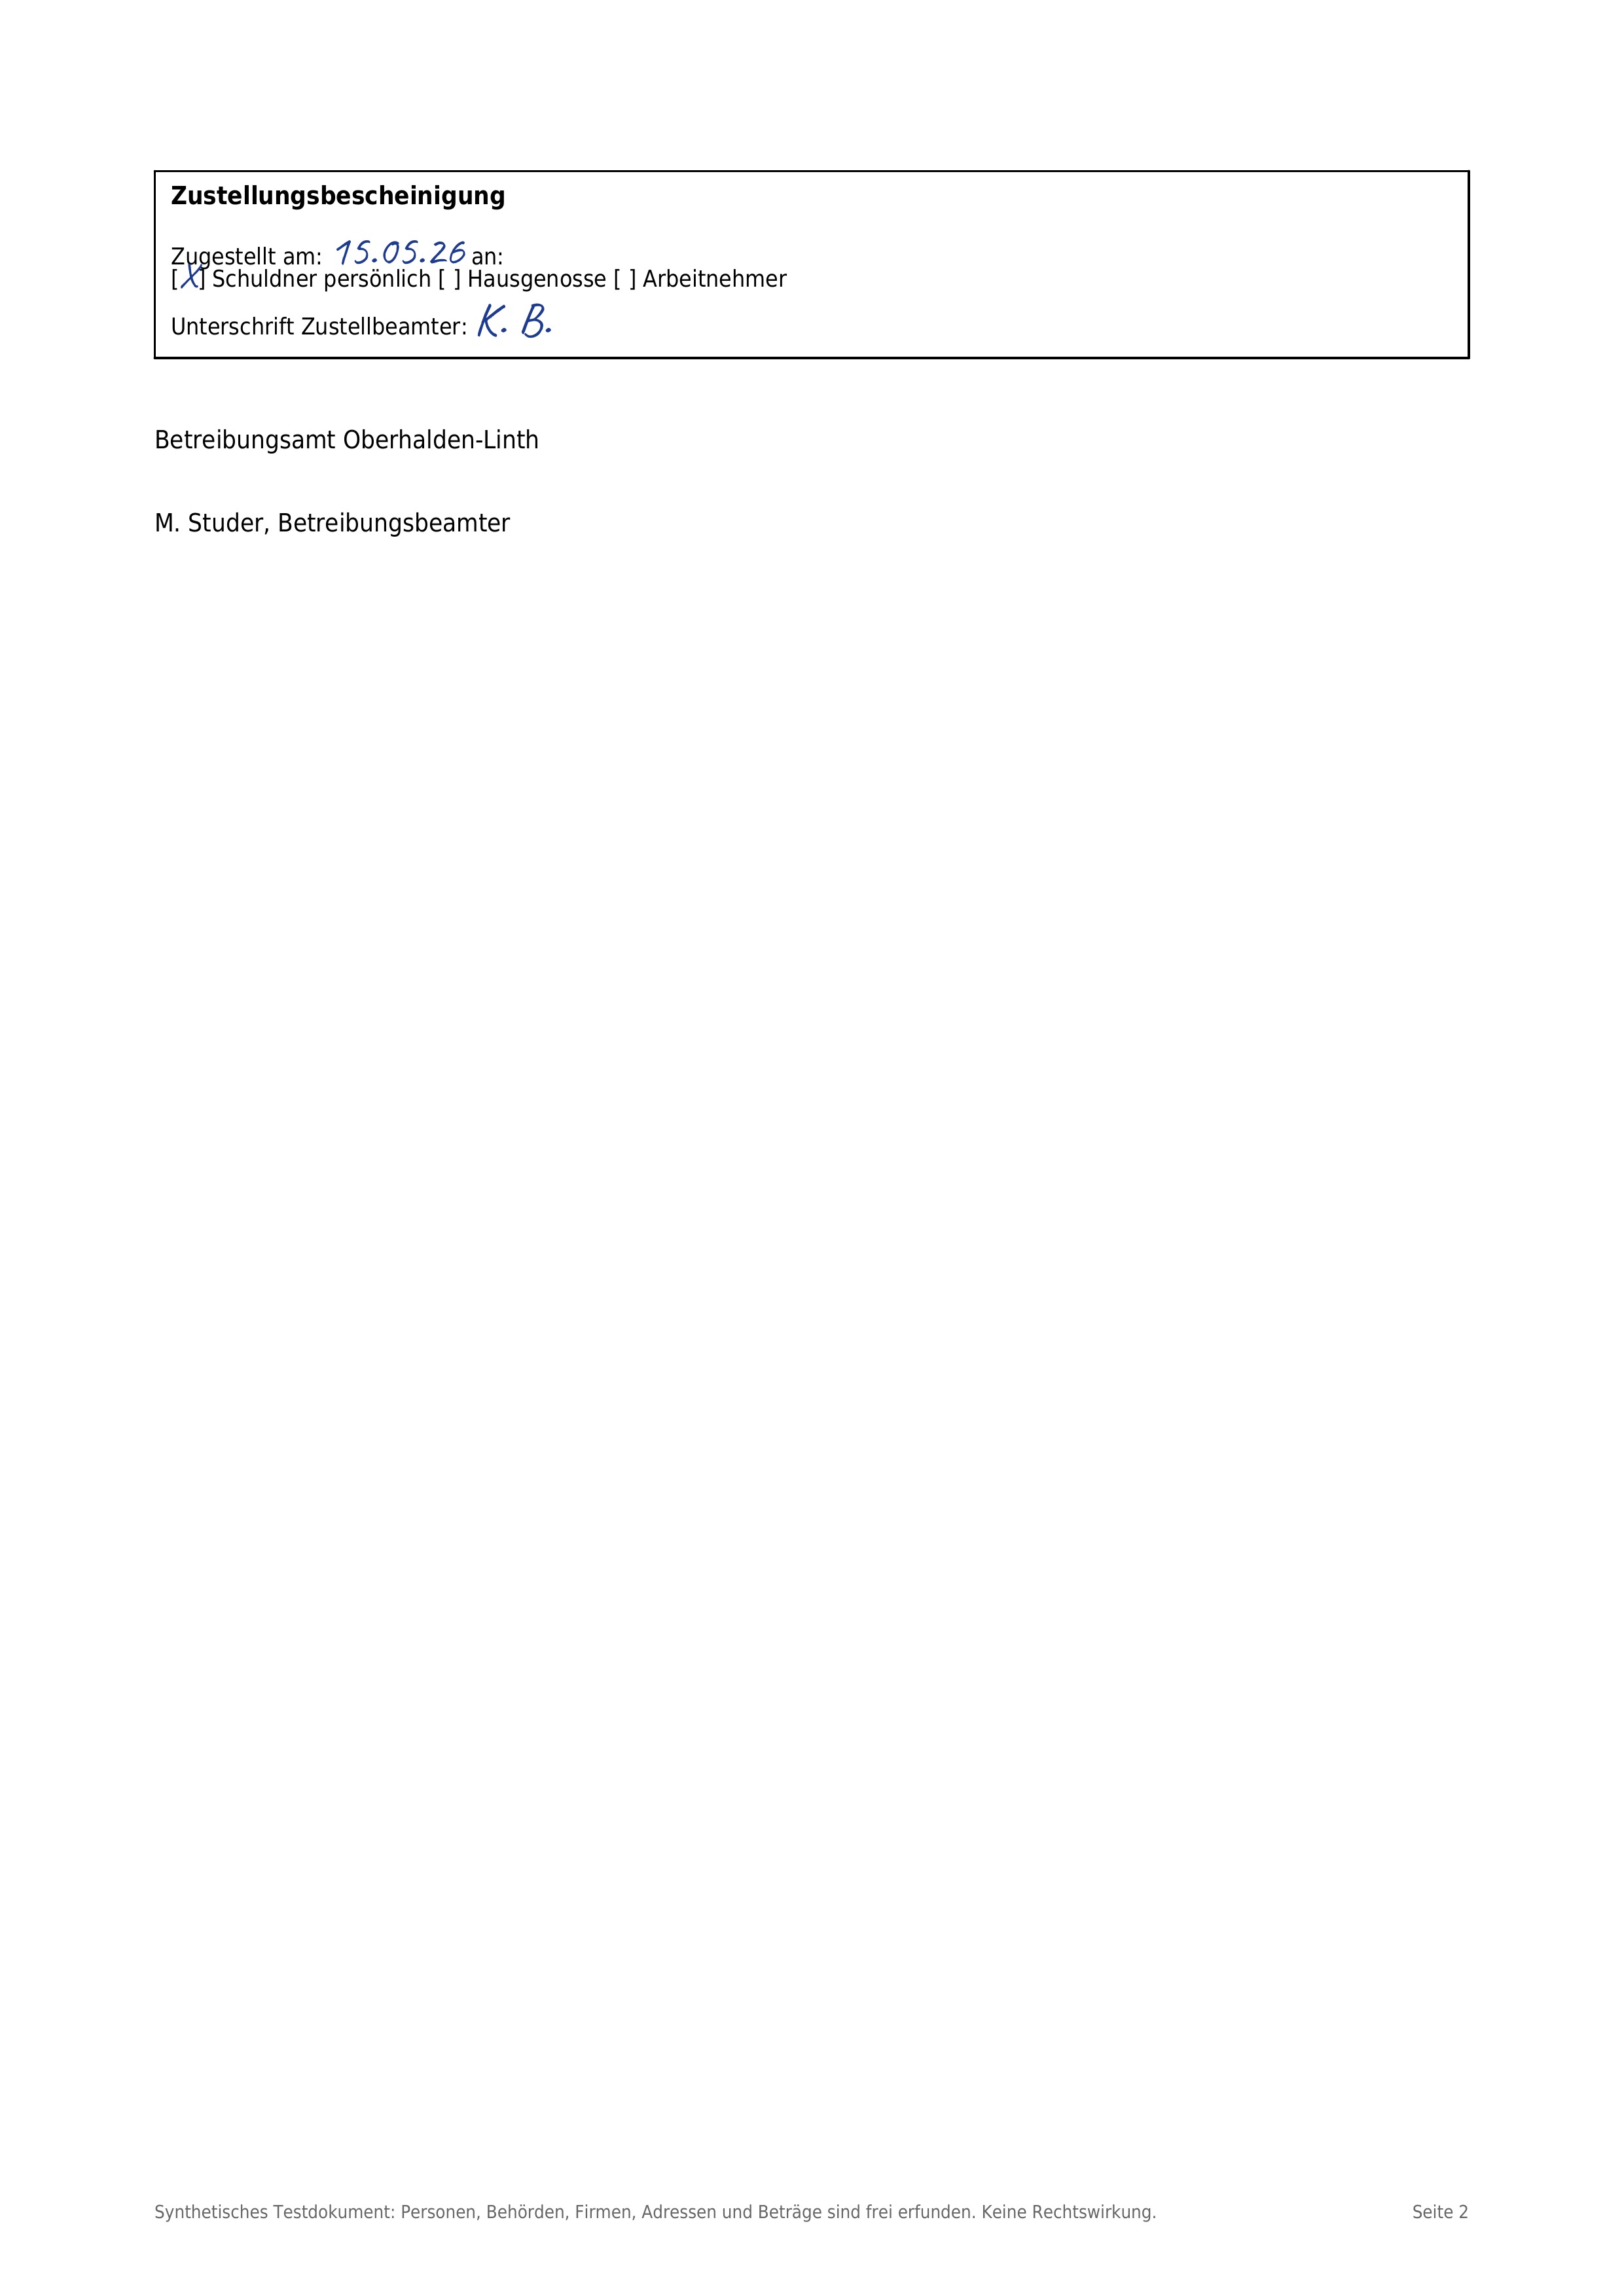 Zustellungsbescheinigung
Zugestellt am: 15.05.26 an:
[X] Schuldner persönlich [ ] Hausgenosse [ ] Arbeitnehmer
Unterschrift Zustellbeamter: K. B.
Betreibungsamt Oberhalden-Linth
M. Studer, Betreibungsbeamter
Synthetisches Testdokument: Personen, Behörden, Firmen, Adressen und Beträge sind frei erfunden. Keine Rechtswirkung. Seite 2